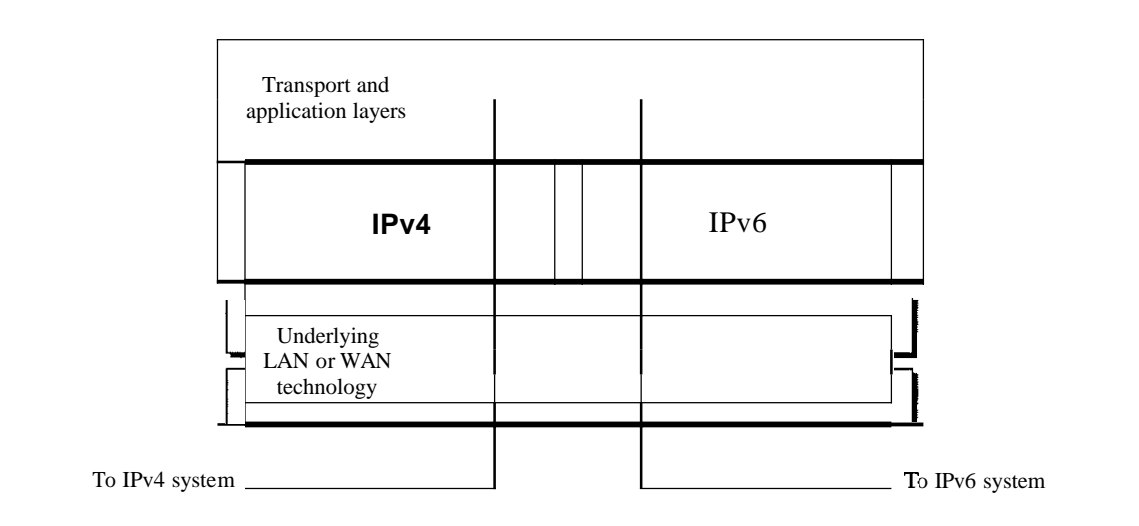 Transport and
application layers
IPv4
IPv6
Underlying
LAN or WAN
technology
To IPv4 system
To IPv6 system